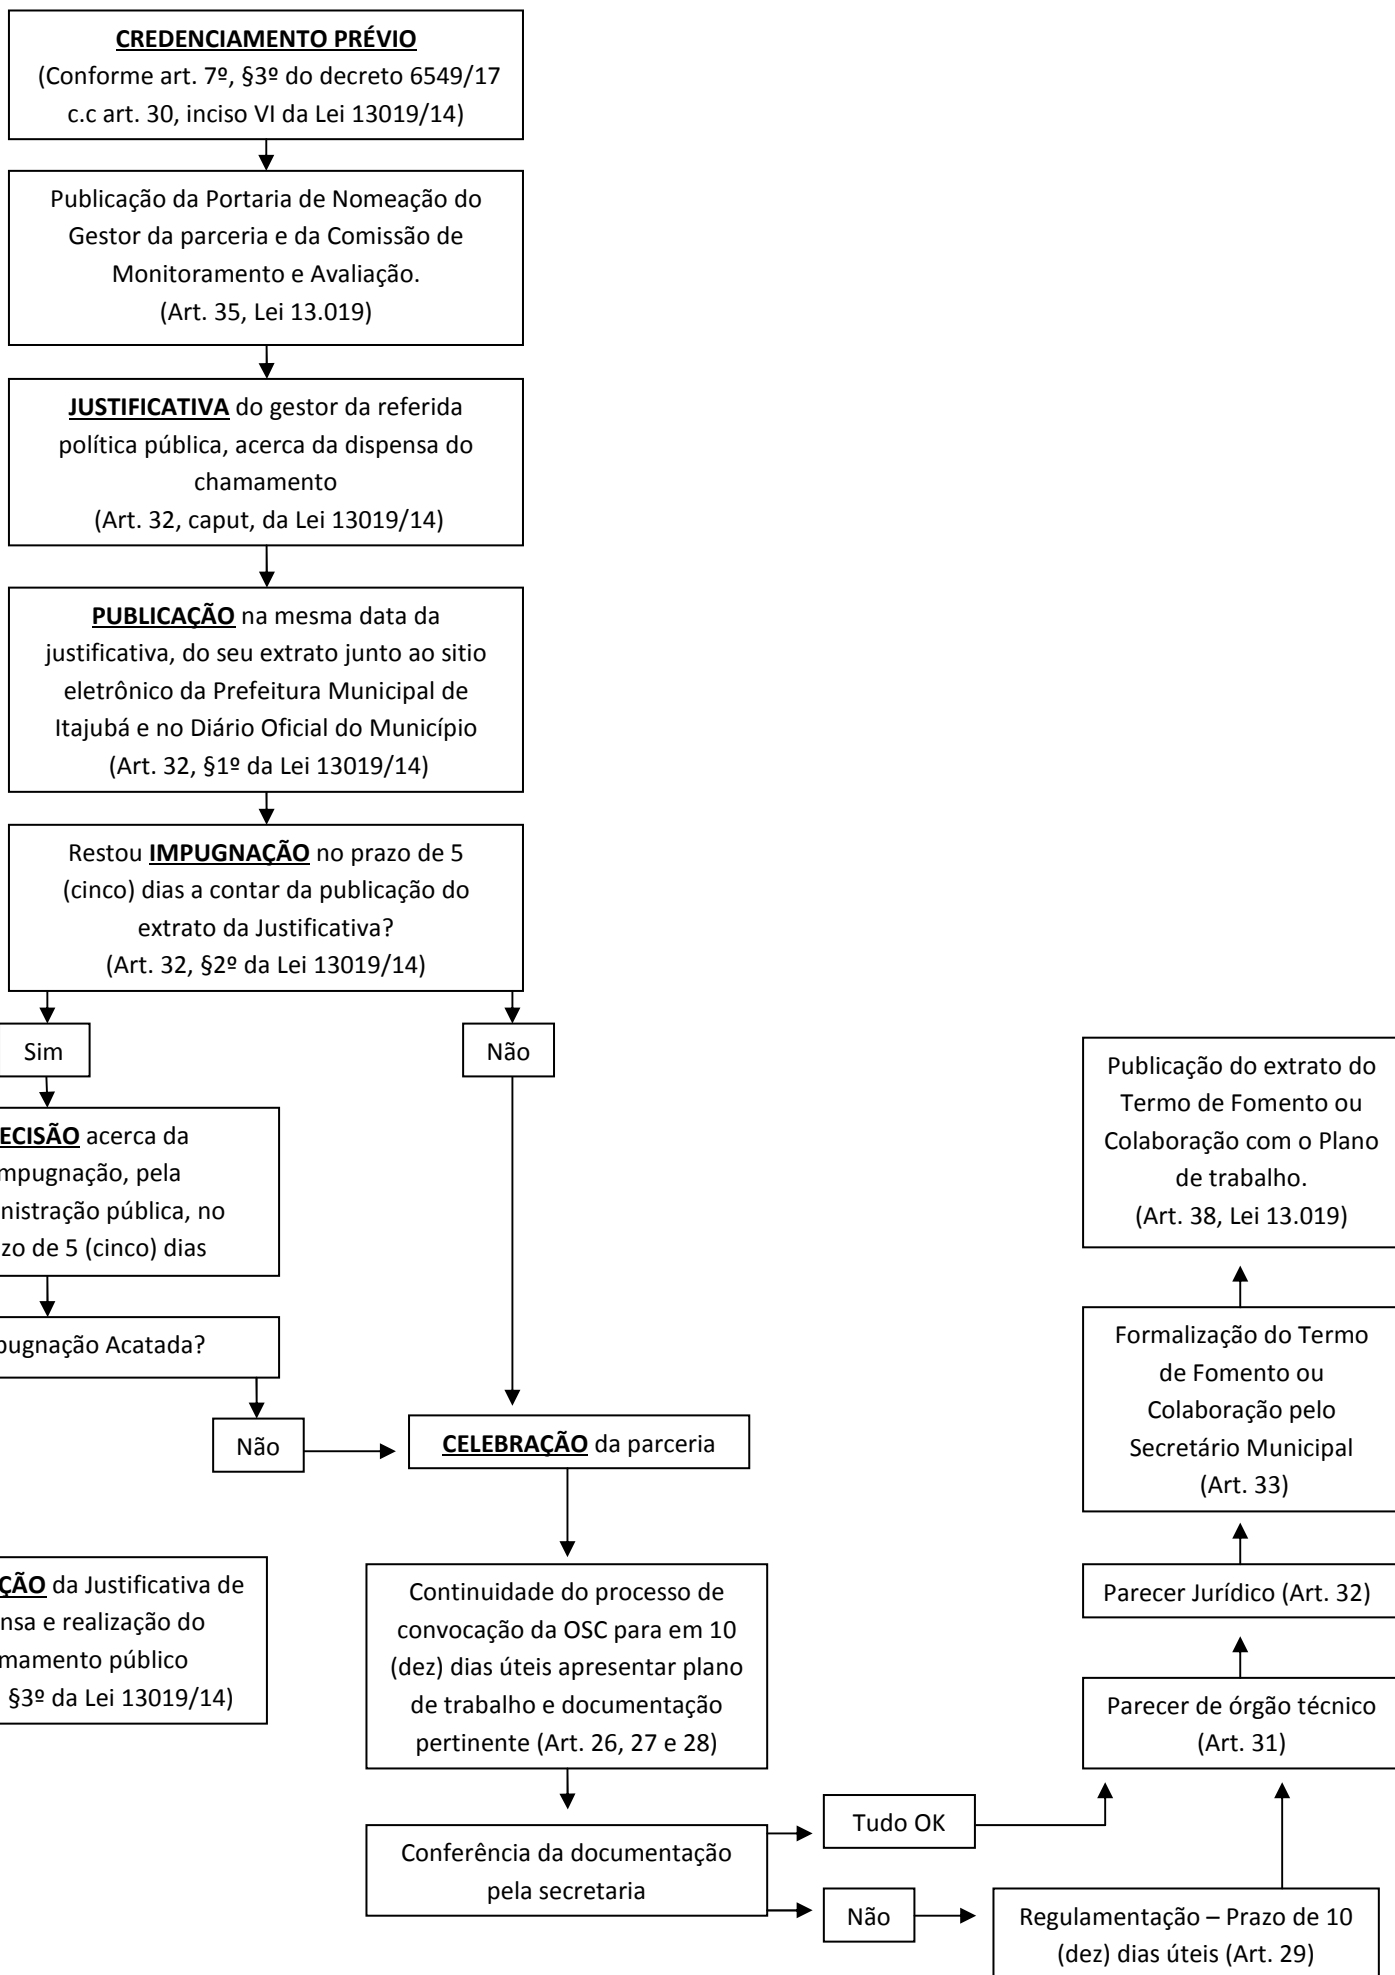 CREDENCIAMENTO PRÉVIO
(Conforme art. 7º, §3º do decreto 6549/17
c.c art. 30, inciso VI da Lei 13019/14)
Publicação da Portaria de Nomeação do
Gestor da parceria e da Comissão de
Monitoramento e Avaliação.
(Art. 35, Lei 13.019)
JUSTIFICATIVA do gestor da referida
política pública, acerca da dispensa do
chamamento
(Art. 32, caput, da Lei 13019/14)
PUBLICAÇÃO na mesma data da
justificativa, do seu extrato junto ao sitio
eletrônico da Prefeitura Municipal de
Itajubá e no Diário Oficial do Município
(Art. 32, §1º da Lei 13019/14)
Restou IMPUGNAÇÃO no prazo de 5
(cinco) dias a contar da publicação do
extrato da Justificativa?
(Art. 32, §2º da Lei 13019/14)
Sim
Não
ECISÃO acerca da
mpugnação, pela
nistração pública, no
zo de 5 (cinco) dias
pugnação Acatada?
Não
CELEBRAÇÃO da parceria
ÇÃO da Justificativa de
nsa e realização do
mamento público
§3º da Lei 13019/14)
Continuidade do processo de
convocação da OSC para em 10
(dez) dias úteis apresentar plano
de trabalho e documentação
pertinente (Art. 26, 27 e 28)
Conferência da documentação
pela secretaria
Tudo OK
Não
Regulamentação – Prazo de 10
(dez) dias úteis (Art. 29)
Parecer de órgão técnico
(Art. 31)
Parecer Jurídico (Art. 32)
Formalização do Termo
de Fomento ou
Colaboração pelo
Secretário Municipal
(Art. 33)
Publicação do extrato do
Termo de Fomento ou
Colaboração com o Plano
de trabalho.
(Art. 38, Lei 13.019)